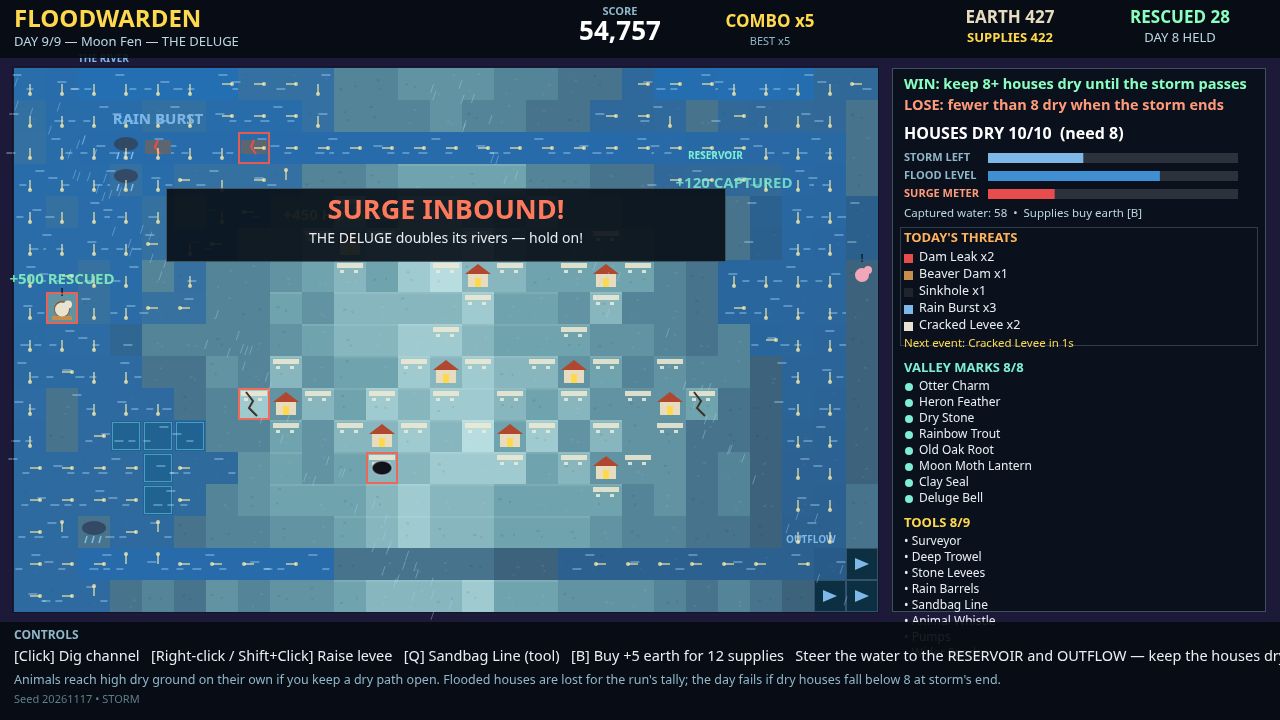 FLOODWARDEN
DAY 9/9 — Moon Fen — THE DELUGE
SCORE
54,757
COMBO x5
BEST x5
EARTH 427
SUPPLIES 422
RESCUED 28
DAY 8 HELD
THE RIVER
RAIN BURST
RESERVOIR
+120 CAPTURED
+450
SURGE INBOUND!
THE DELUGE doubles its rivers — hold on!
+500 RESCUED
!
!
OUTFLOW
WIN: keep 8+ houses dry until the storm passes
LOSE: fewer than 8 dry when the storm ends
HOUSES DRY 10/10 (need 8)
STORM LEFT
FLOOD LEVEL
SURGE METER
Captured water: 58 • Supplies buy earth [B]
TODAY'S THREATS
Dam Leak x2
Beaver Dam x1
Sinkhole x1
Rain Burst x3
Cracked Levee x2
Next event: Cracked Levee in 1s
VALLEY MARKS 8/8
Otter Charm
Heron Feather
Dry Stone
Rainbow Trout
Old Oak Root
Moon Moth Lantern
Clay Seal
Deluge Bell
TOOLS 8/9
• Surveyor
• Deep Trowel
• Stone Levees
• Rain Barrels
• Sandbag Line
• Animal Whistle
• Pumps
CONTROLS
[Click] Dig channel [Right-click / Shift+Click] Raise levee [Q] Sandbag Line (tool) [B] Buy +5 earth for 12 supplies Steer the water to the RESERVOIR and OUTFLOW — keep the houses dry
Animals reach high dry ground on their own if you keep a dry path open. Flooded houses are lost for the run's tally; the day fails if dry houses fall below 8 at storm's end.
Seed 20261117 • STORM